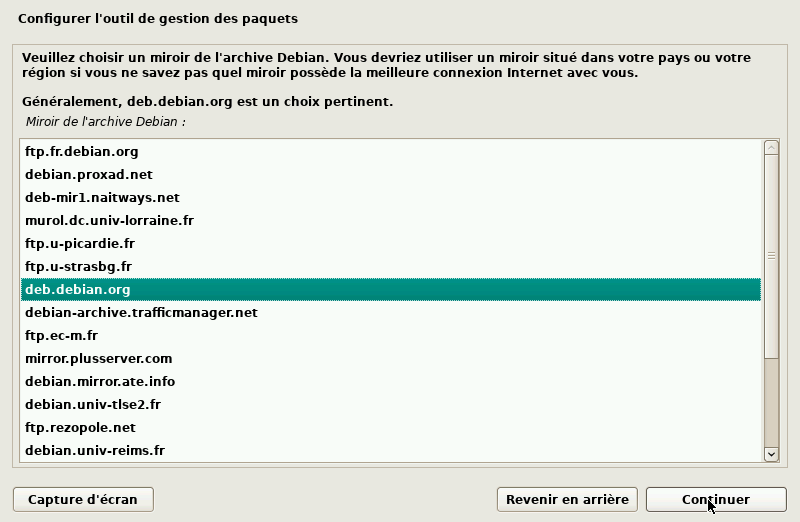 Configurer l'outil de gestion des paquets
Veuillez choisir un miroir de l'archive Debian. Vous devriez utiliser un miroir situé dans votre pays ou votre
région si vous ne savez pas quel miroir possède la meilleure connexion Internet avec vous.
Généralement, deb.debian.org est un choix pertinent.
Miroir de l'archive Debian :
ftp.fr.debian.org
debian.proxad.net
deb-mir1.naitways.net
murol.dc.univ-lorraine.fr
ftp.u-picardie.fr
ftp.u-strasbg.fr
deb.debian.org
debian-archive.trafficmanager.net
ftp.ec-m.fr
mirror.plusserver.com
debian.mirror.ate.info
debian.univ-tlse2.fr
ftp.rezopole.net
debian.univ-reims.fr
Capture d'écran
Revenir en arrière
Continuer